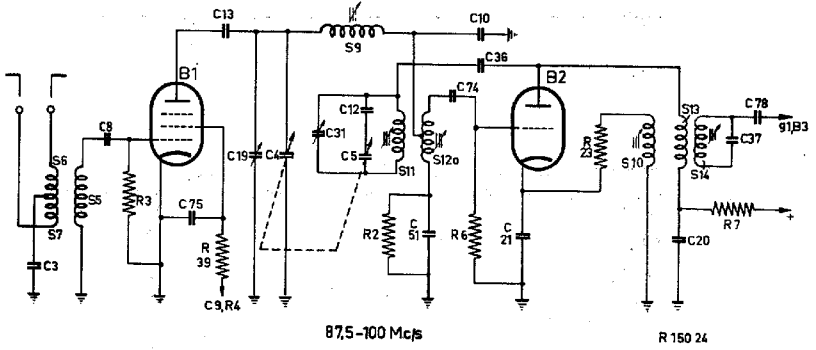 C13
S9
C10
C36
B1
B2
C74
S13
C78
C12
C31
C8
R
23
g1,B3
C37
S6
C19
C4
C5
S11
S12a
S10
S14
S5
R3
S7
C75
R2
C
51
R6
C
21
R7
+
C3
R
39
C20
C9,R4
87,5-100 Mc/s
R 150 24